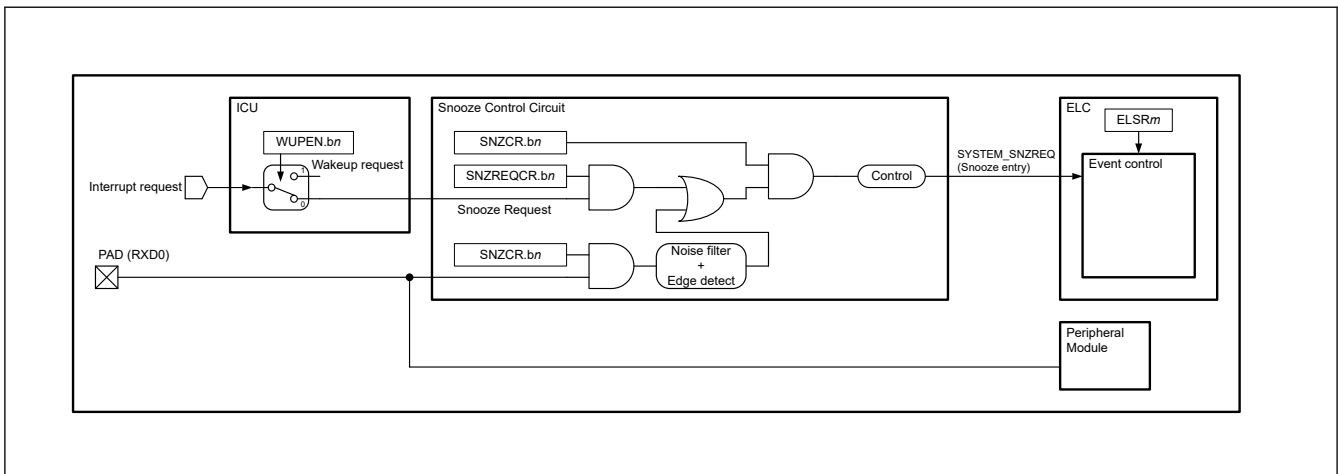 ICU
WUPEN.bn
1
Wakeup request
Interrupt request
0
Snooze Request
PAD (RXD0)
Snooze Control Circuit
SNZCR.bn
SNZREQCR.bn
SNZCR.bn
Noise filter
+
Edge detect
Control
SYSTEM_SNZREQ
(Snooze entry)
ELC
ELSRm
Event control
Peripheral
Module